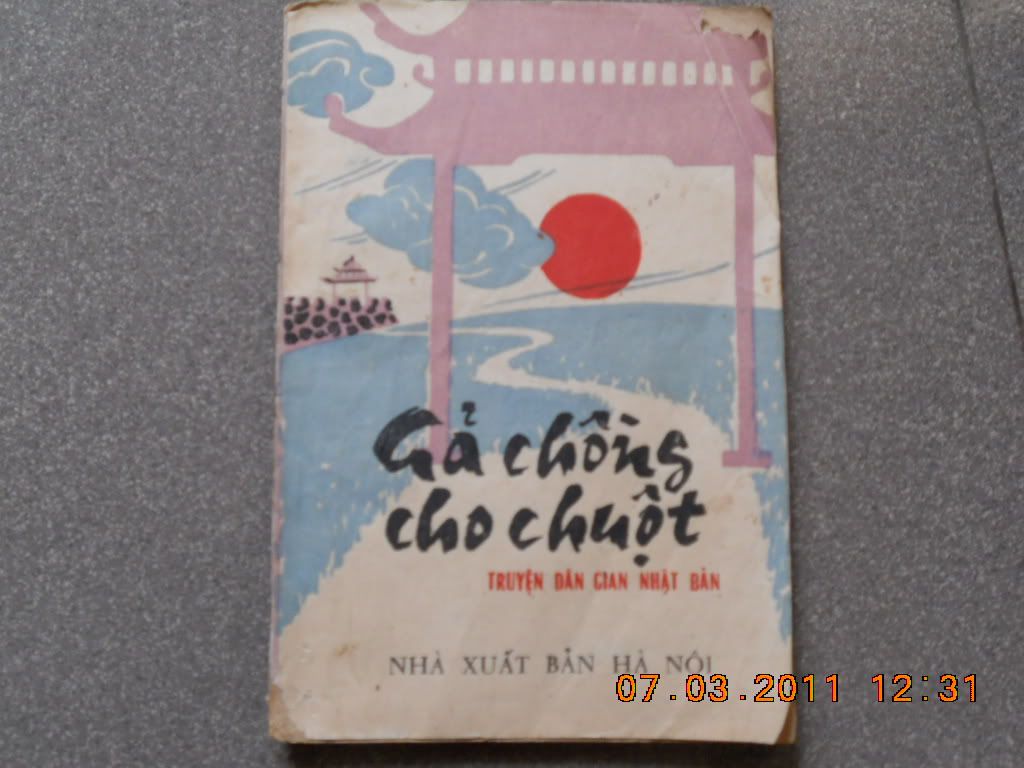 Gả chồng
cho chuột
TRUYỆN DÂN GIAN NHẬT BẢN
NHÀ XUẤT BẢN HÀ NỘI
07.03.2011 12:31